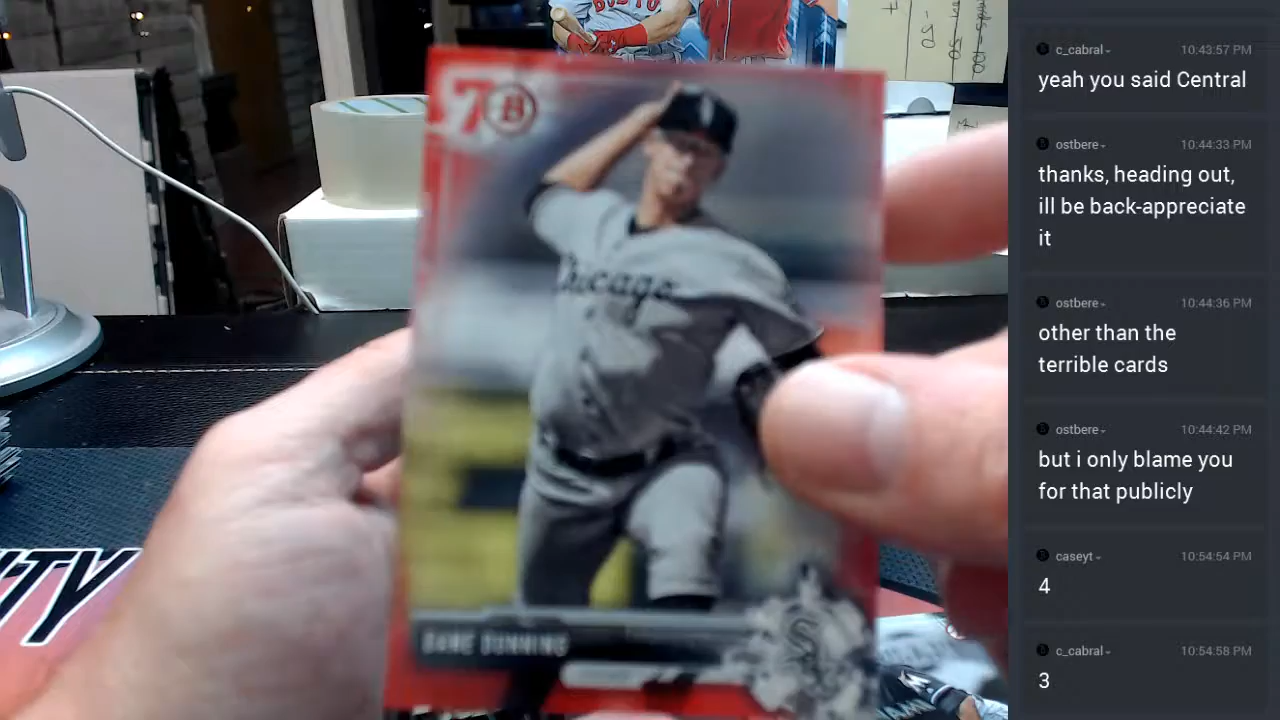 BOSTO
7 B
Chicago
DANE DUNNING
c_cabral 10:43:57 PM
yeah you said Central
ostbere 10:44:33 PM
thanks, heading out,
ill be back-appreciate
it
ostbere 10:44:36 PM
other than the
terrible cards
ostbere 10:44:42 PM
but i only blame you
for that publicly
caseyt 10:54:54 PM
4
c_cabral 10:54:58 PM
3